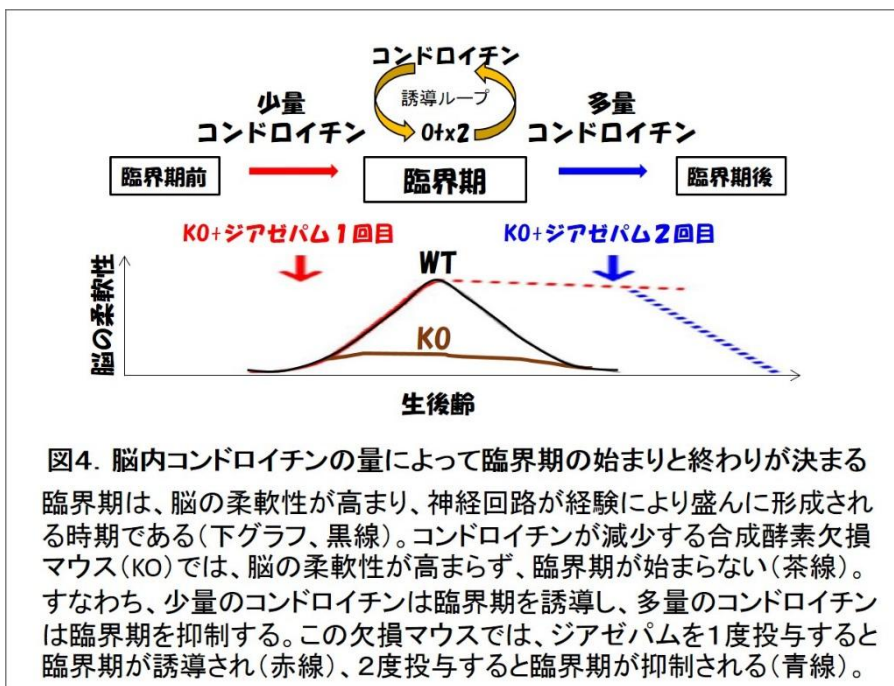 コンドロイチン
誘導ループ
Otx2
少量
コンドロイチン
多量
コンドロイチン
臨界期前
臨界期
臨界期後
KO+ジアゼパム1回目
KO+ジアゼパム2回目
WT
KO
脳の柔軟性
生後齢
図4. 脳内コンドロイチンの量によって臨界期の始まりと終わりが決まる
臨界期は、脳の柔軟性が高まり、神経回路が経験により盛んに形成され
る時期である(下グラフ、黒線)。コンドロイチンが減少する合成酵素欠損
マウス(KO)では、脳の柔軟性が高まらず、臨界期が始まらない(茶線)。
すなわち、少量のコンドロイチンは臨界期を誘導し、多量のコンドロイチン
は臨界期を抑制する。この欠損マウスでは、ジアゼパムを1度投与すると
臨界期が誘導され(赤線)、2度投与すると臨界期が抑制される(青線)。